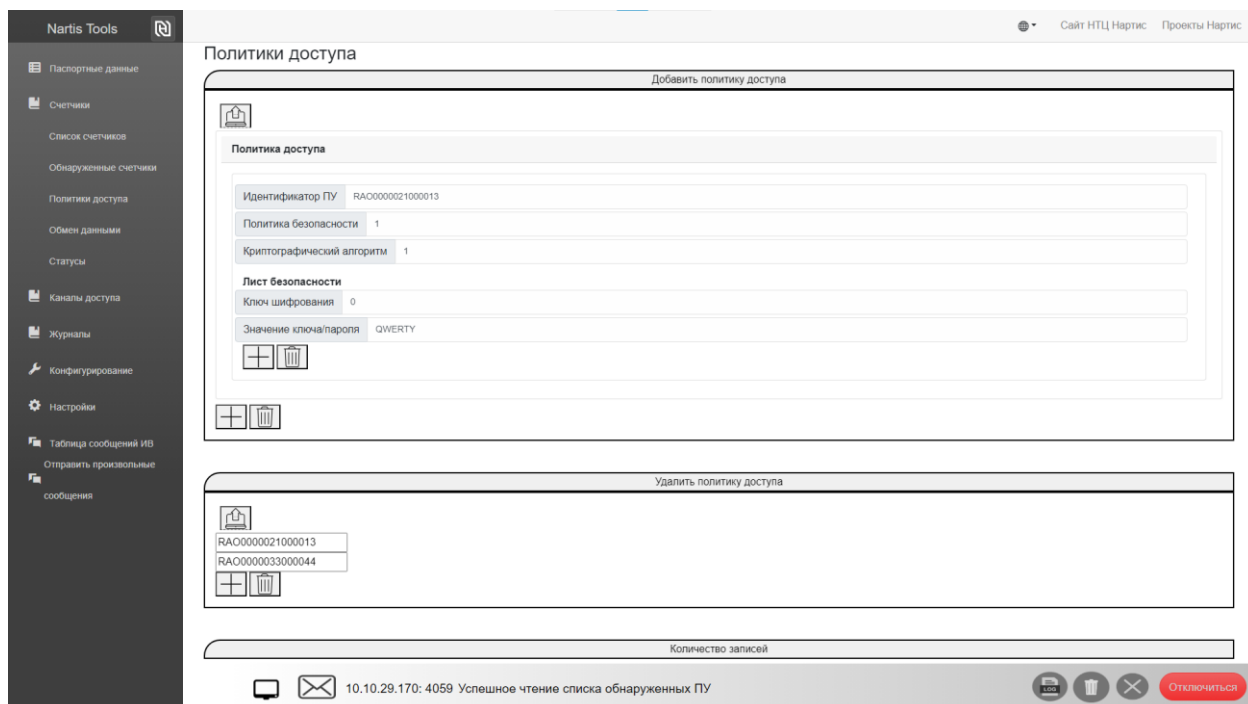 Nartis Tools
Сайт НТЦ Нартис
Проекты Нартис
Паспортные данные
Счетчики
Список счетчиков
Обнаруженные счетчики
Политики доступа
Обмен данными
Статусы
Каналы доступа
Журналы
Конфигурирование
Настройки
Таблица сообщений ИВ
Отправить произвольные
сообщения
Политики доступа
Добавить политику доступа
Политика доступа
Идентификатор ПУ RAO0000021000013
Политика безопасности 1
Криптографический алгоритм 1
Лист безопасности
Ключ шифрования 0
Значение ключа/пароля QWERTY
Удалить политику доступа
RAO0000021000013
RAO0000033000044
Количество записей
10.10.29.170: 4059 Успешное чтение списка обнаруженных ПУ
LOG
Отключиться